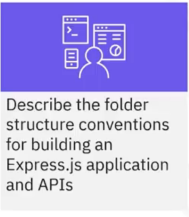 Describe the folder
structure conventions
for building an
Express.js application
and APIs